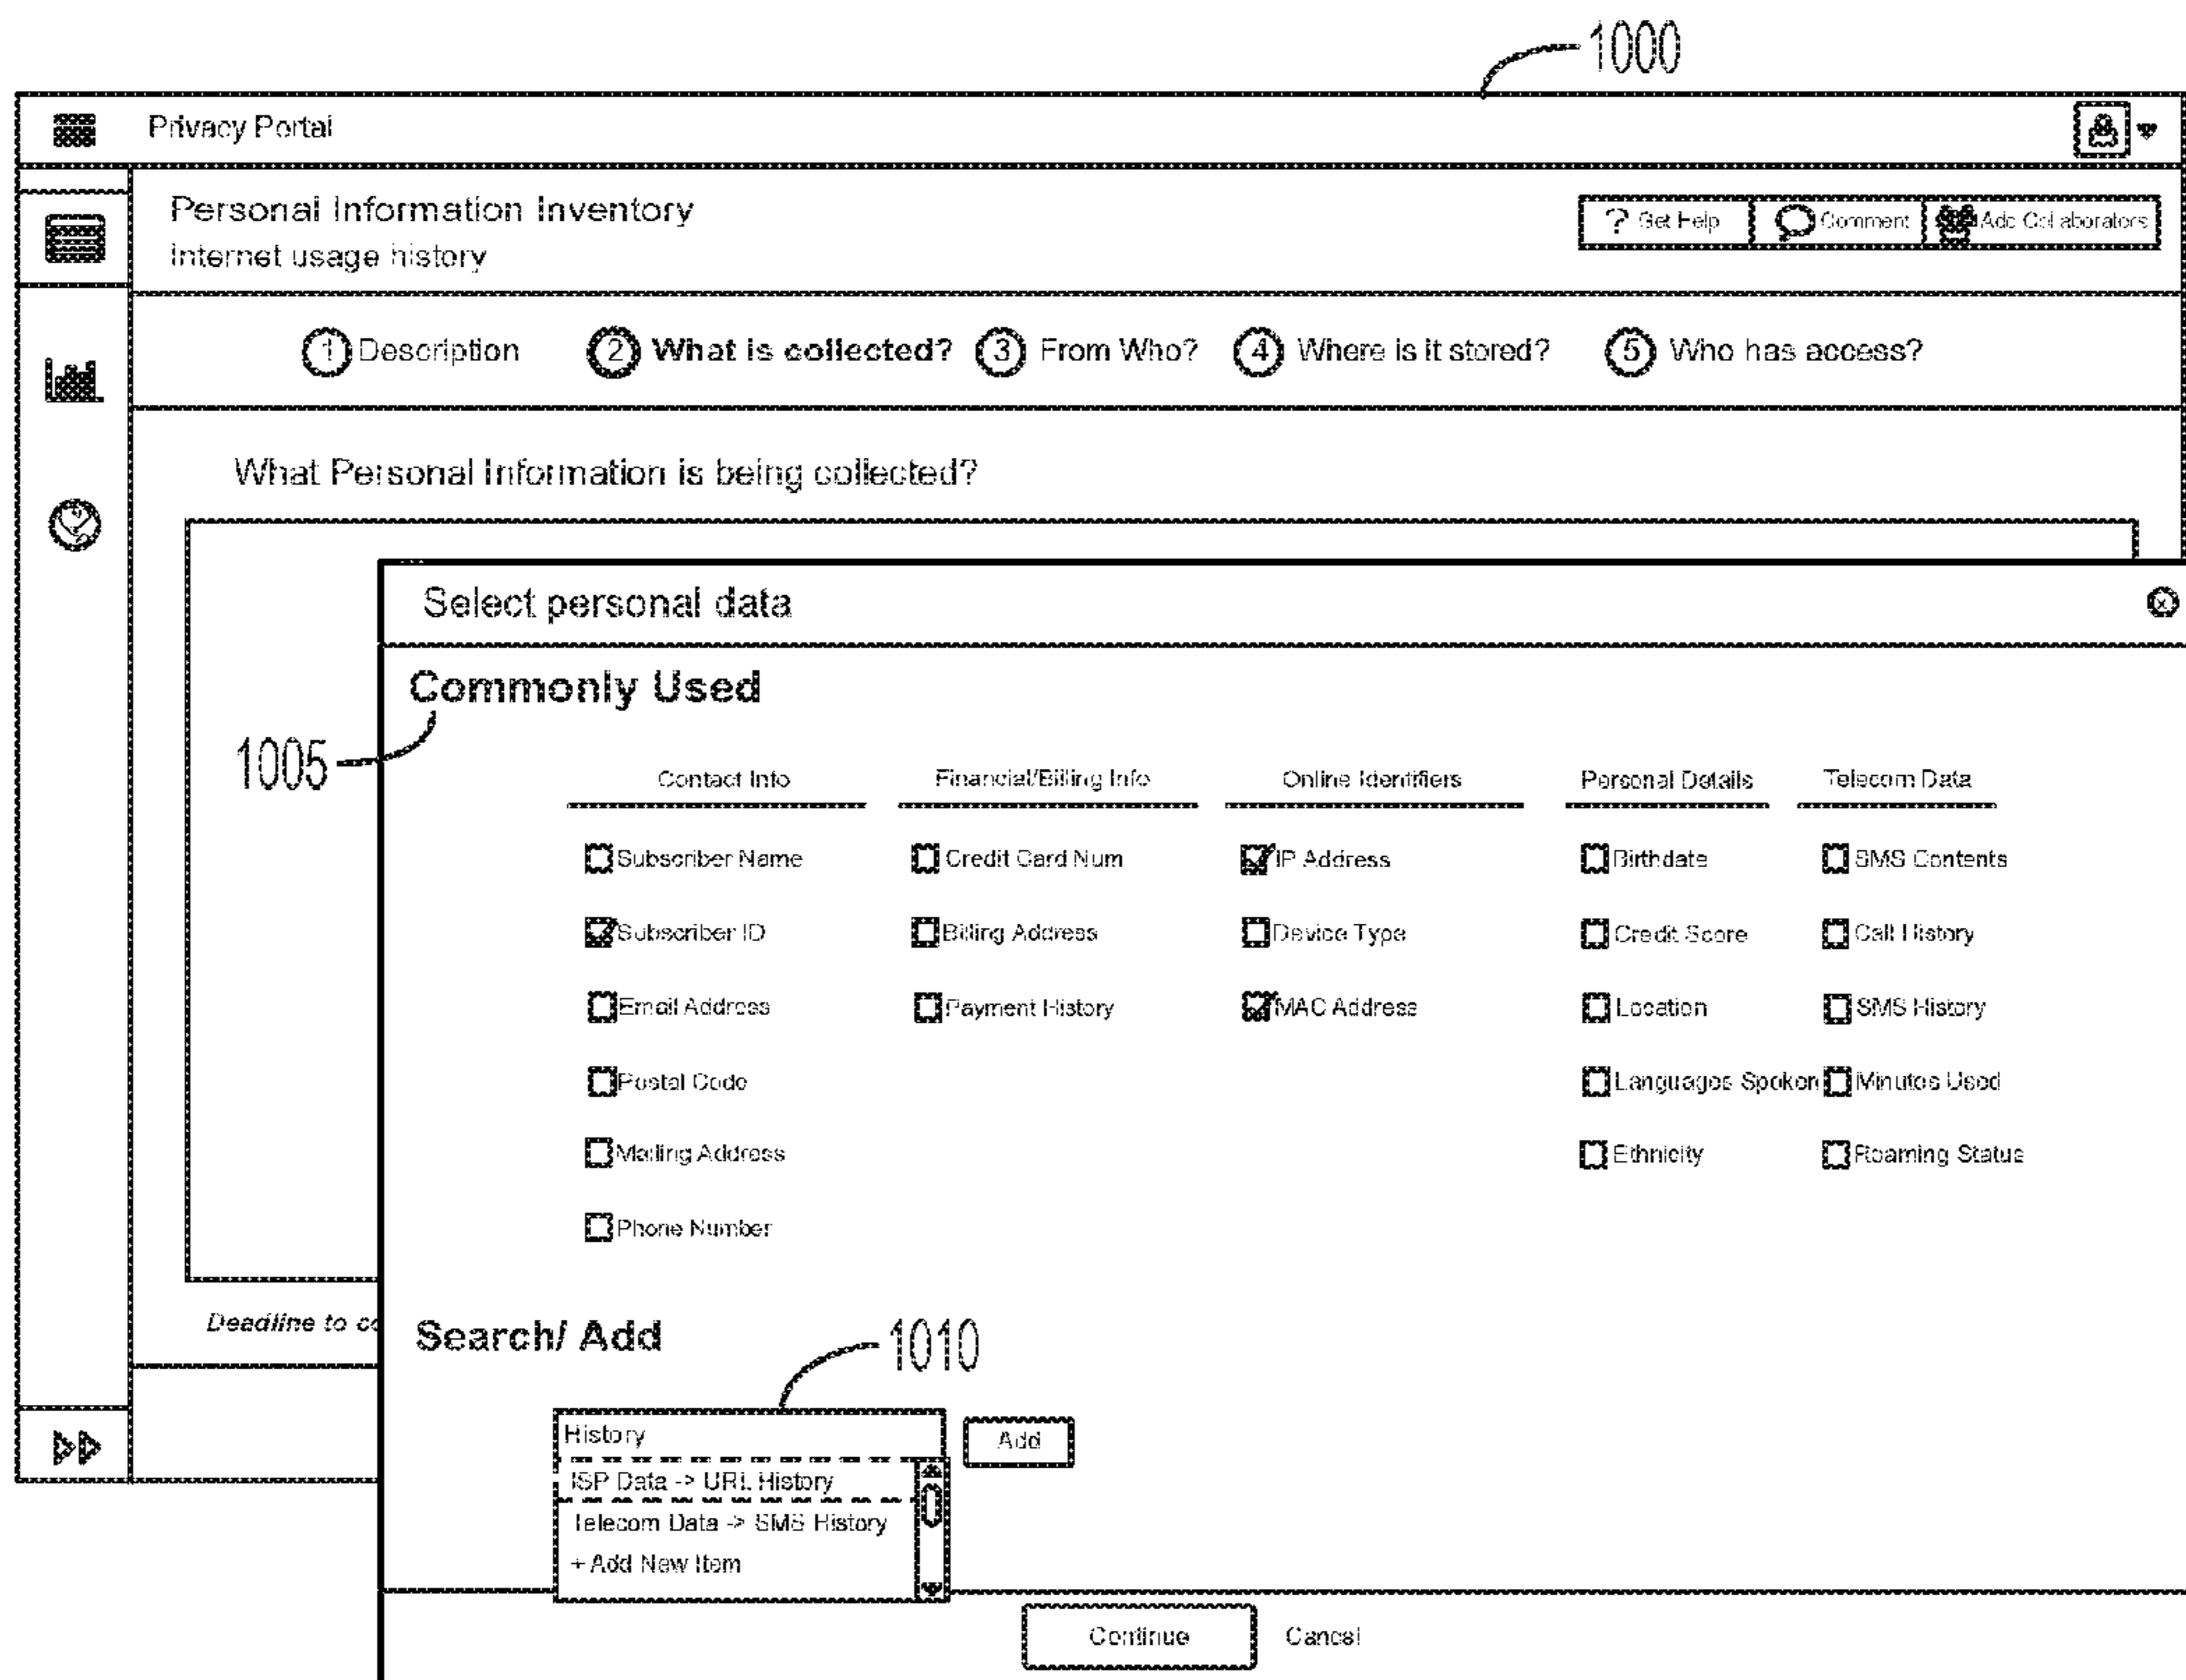 1000
Privacy Portal
Personal Information Inventory
Internet usage history
? Get Help Comment Add Collaborators
1 Description 2 What is collected? 3 From Who? 4 Where is it stored? 5 Who has access?
What Personal Information is being collected?
Select personal data
x
Commonly Used
1005
Contact Info Financial/Billing Info Online Identifiers Personal Details Telecom Data
Subscriber Name Credit Card Num IP Address Birthdate SMS Contents
Subscriber ID Billing Address Device Type Credit Score Call History
Email Address Payment History MAC Address Location SMS History
Postal Code Languages Spoken Minutes Used
Mailing Address Ethnicity Roaming Status
Phone Number
Deadline to co
Search/ Add
1010
History Add
ISP Data -> URL History
Telecom Data -> SMS History
+ Add New Item
Continue Cancel